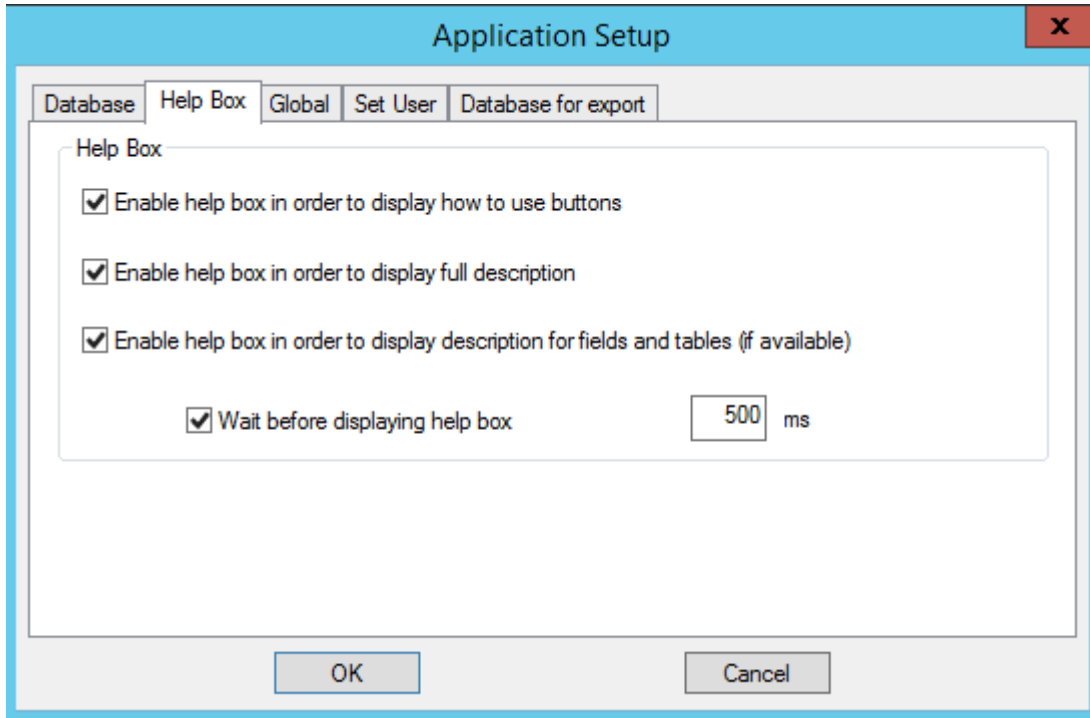 Application Setup
x
Database Help Box Global Set User Database for export
Help Box
Enable help box in order to display how to use buttons
Enable help box in order to display full description
Enable help box in order to display description for fields and tables (if available)
Wait before displaying help box 500 ms
OK Cancel